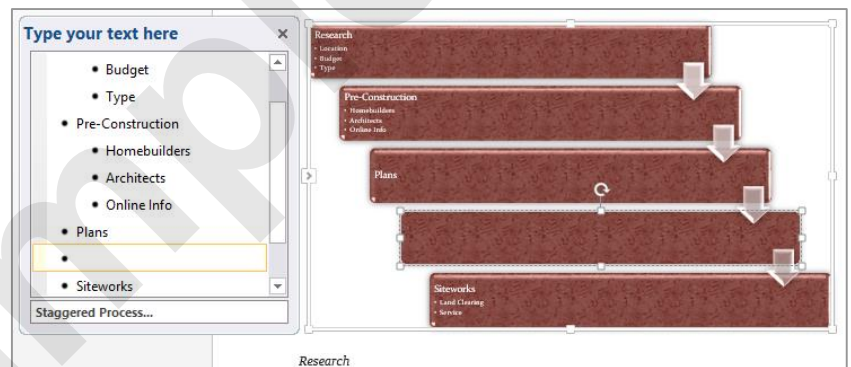 Type your text here
• Budget
• Type
• Pre-Construction
• Homebuilders
• Architects
• Online Info
• Plans
•
• Siteworks
Staggered Process...
Research
• Location
• Budget
• Type
Pre-Construction
• Homebuilders
• Architects
• Online Info
Plans
Siteworks
• Land Clearing
• Service
Research